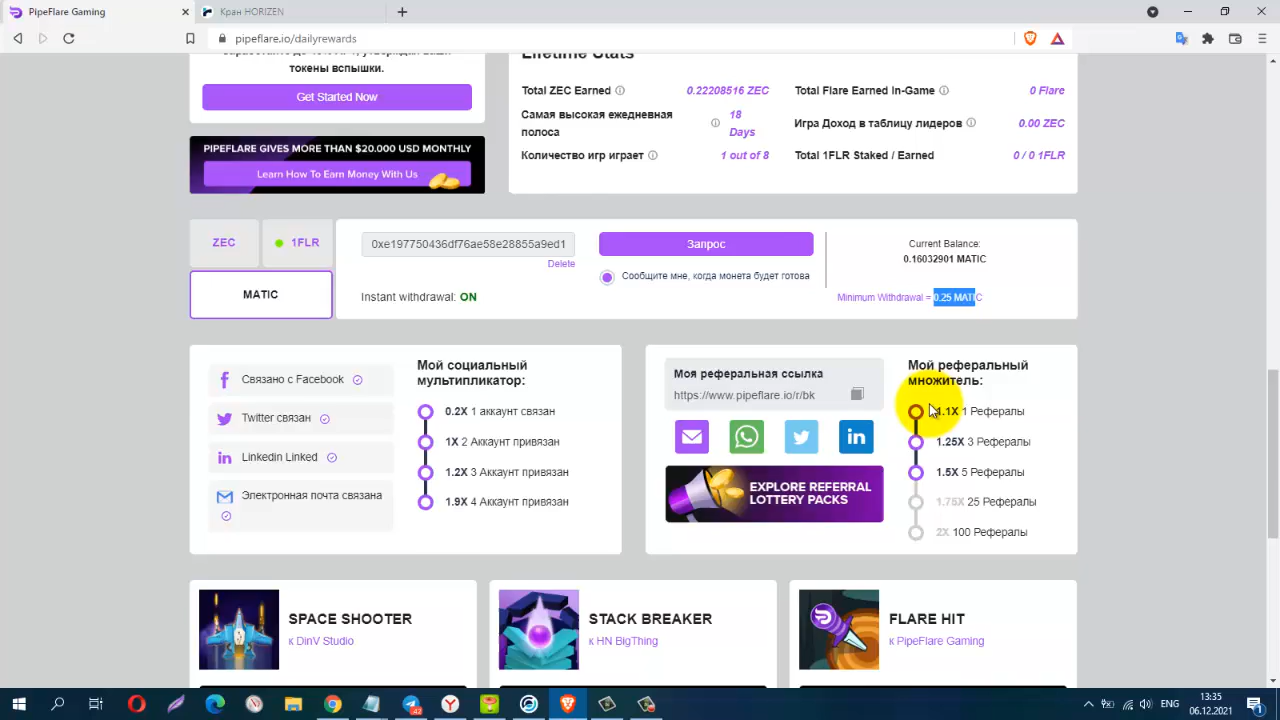 PipeFlare Gaming
Кран HORIZEN
pipeflare.io/dailyrewards
токены вспышки.
Get Started Now
PIPEFLARE GIVES MORE THAN $20.000 USD MONTHLY
Learn How To Earn Money With Us
Lifetime Stats
Total ZEC Earned 0.22208516 ZEC
Самая высокая ежедневная полоса 18 Days
Количество игр играет 1 out of 8
Total Flare Earned In-Game 0 Flare
Игра Доход в таблицу лидеров 0.00 ZEC
Total 1FLR Staked / Earned 0 / 0 1FLR
ZEC
1FLR
MATIC
0xe197750436df76ae58e28855a9ed1
Delete
Instant withdrawal: ON
Запрос
Сообщите мне, когда монета будет готова
Current Balance:
0.16032901 MATIC
Minimum Withdrawal = 0.25 MATIC
Связано с Facebook
Twitter связан
Linkedin Linked
Электронная почта связана
Мой социальный
мультипликатор:
0.2X 1 аккаунт связан
1X 2 Аккаунт привязан
1.2X 3 Аккаунт привязан
1.9X 4 Аккаунт привязан
Моя реферальная ссылка
https://www.pipeflare.io/r/bk
EXPLORE REFERRAL
LOTTERY PACKS
Мой реферальный
множитель:
1.1X 1 Рефералы
1.25X 3 Рефералы
1.5X 5 Рефералы
1.75X 25 Рефералы
2X 100 Рефералы
SPACE SHOOTER
к DinV Studio
STACK BREAKER
к HN BigThing
FLARE HIT
к PipeFlare Gaming
42
ENG
13:35
06.12.2021